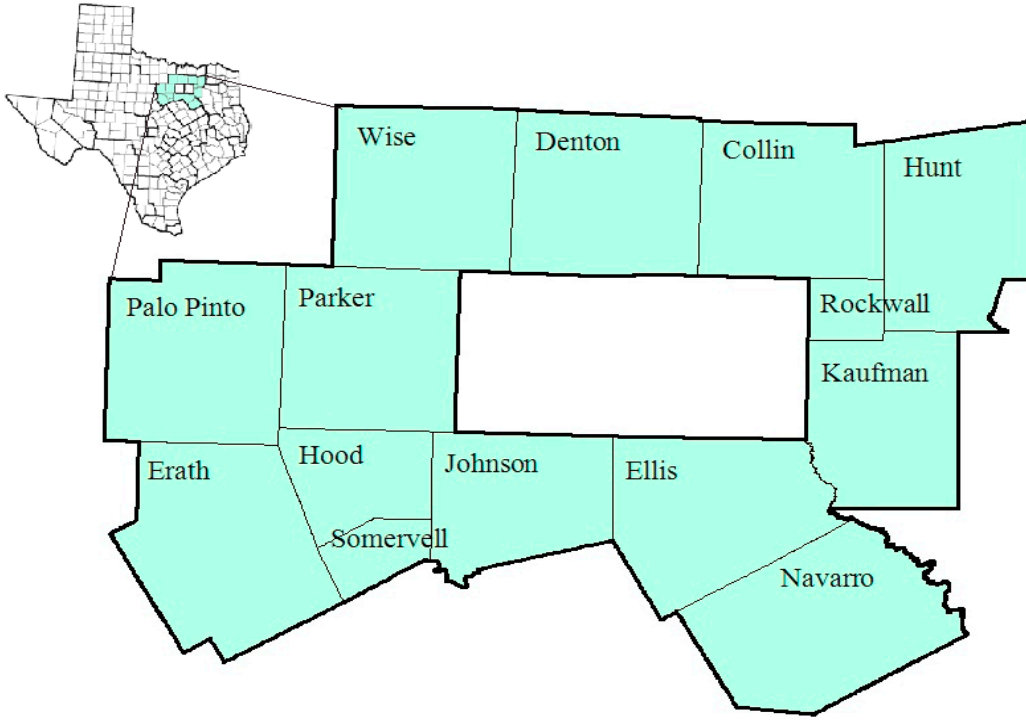 Wise
Denton
Collin
Hunt
Palo Pinto
Parker
Rockwall
Kaufman
Erath
Hood
Johnson
Ellis
Somervell
Navarro